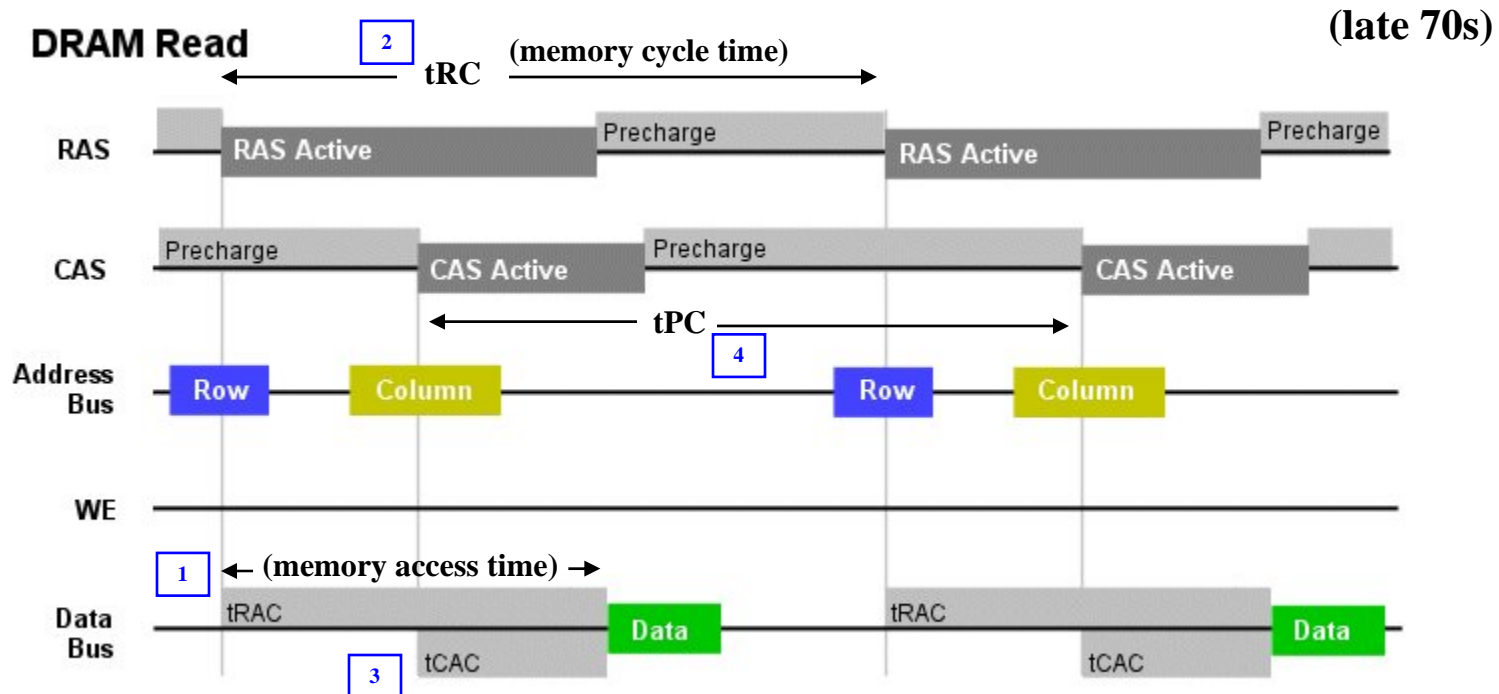 (late 70s)
DRAM Read
2
(memory cycle time)
tRC
RAS
RAS Active
Precharge
RAS Active
Precharge
CAS
Precharge
CAS Active
Precharge
CAS Active
tPC
4
Address
Bus
Row
Column
Row
Column
WE
1
(memory access time)
Data
Bus
tRAC
Data
tRAC
Data
3
tCAC
tCAC